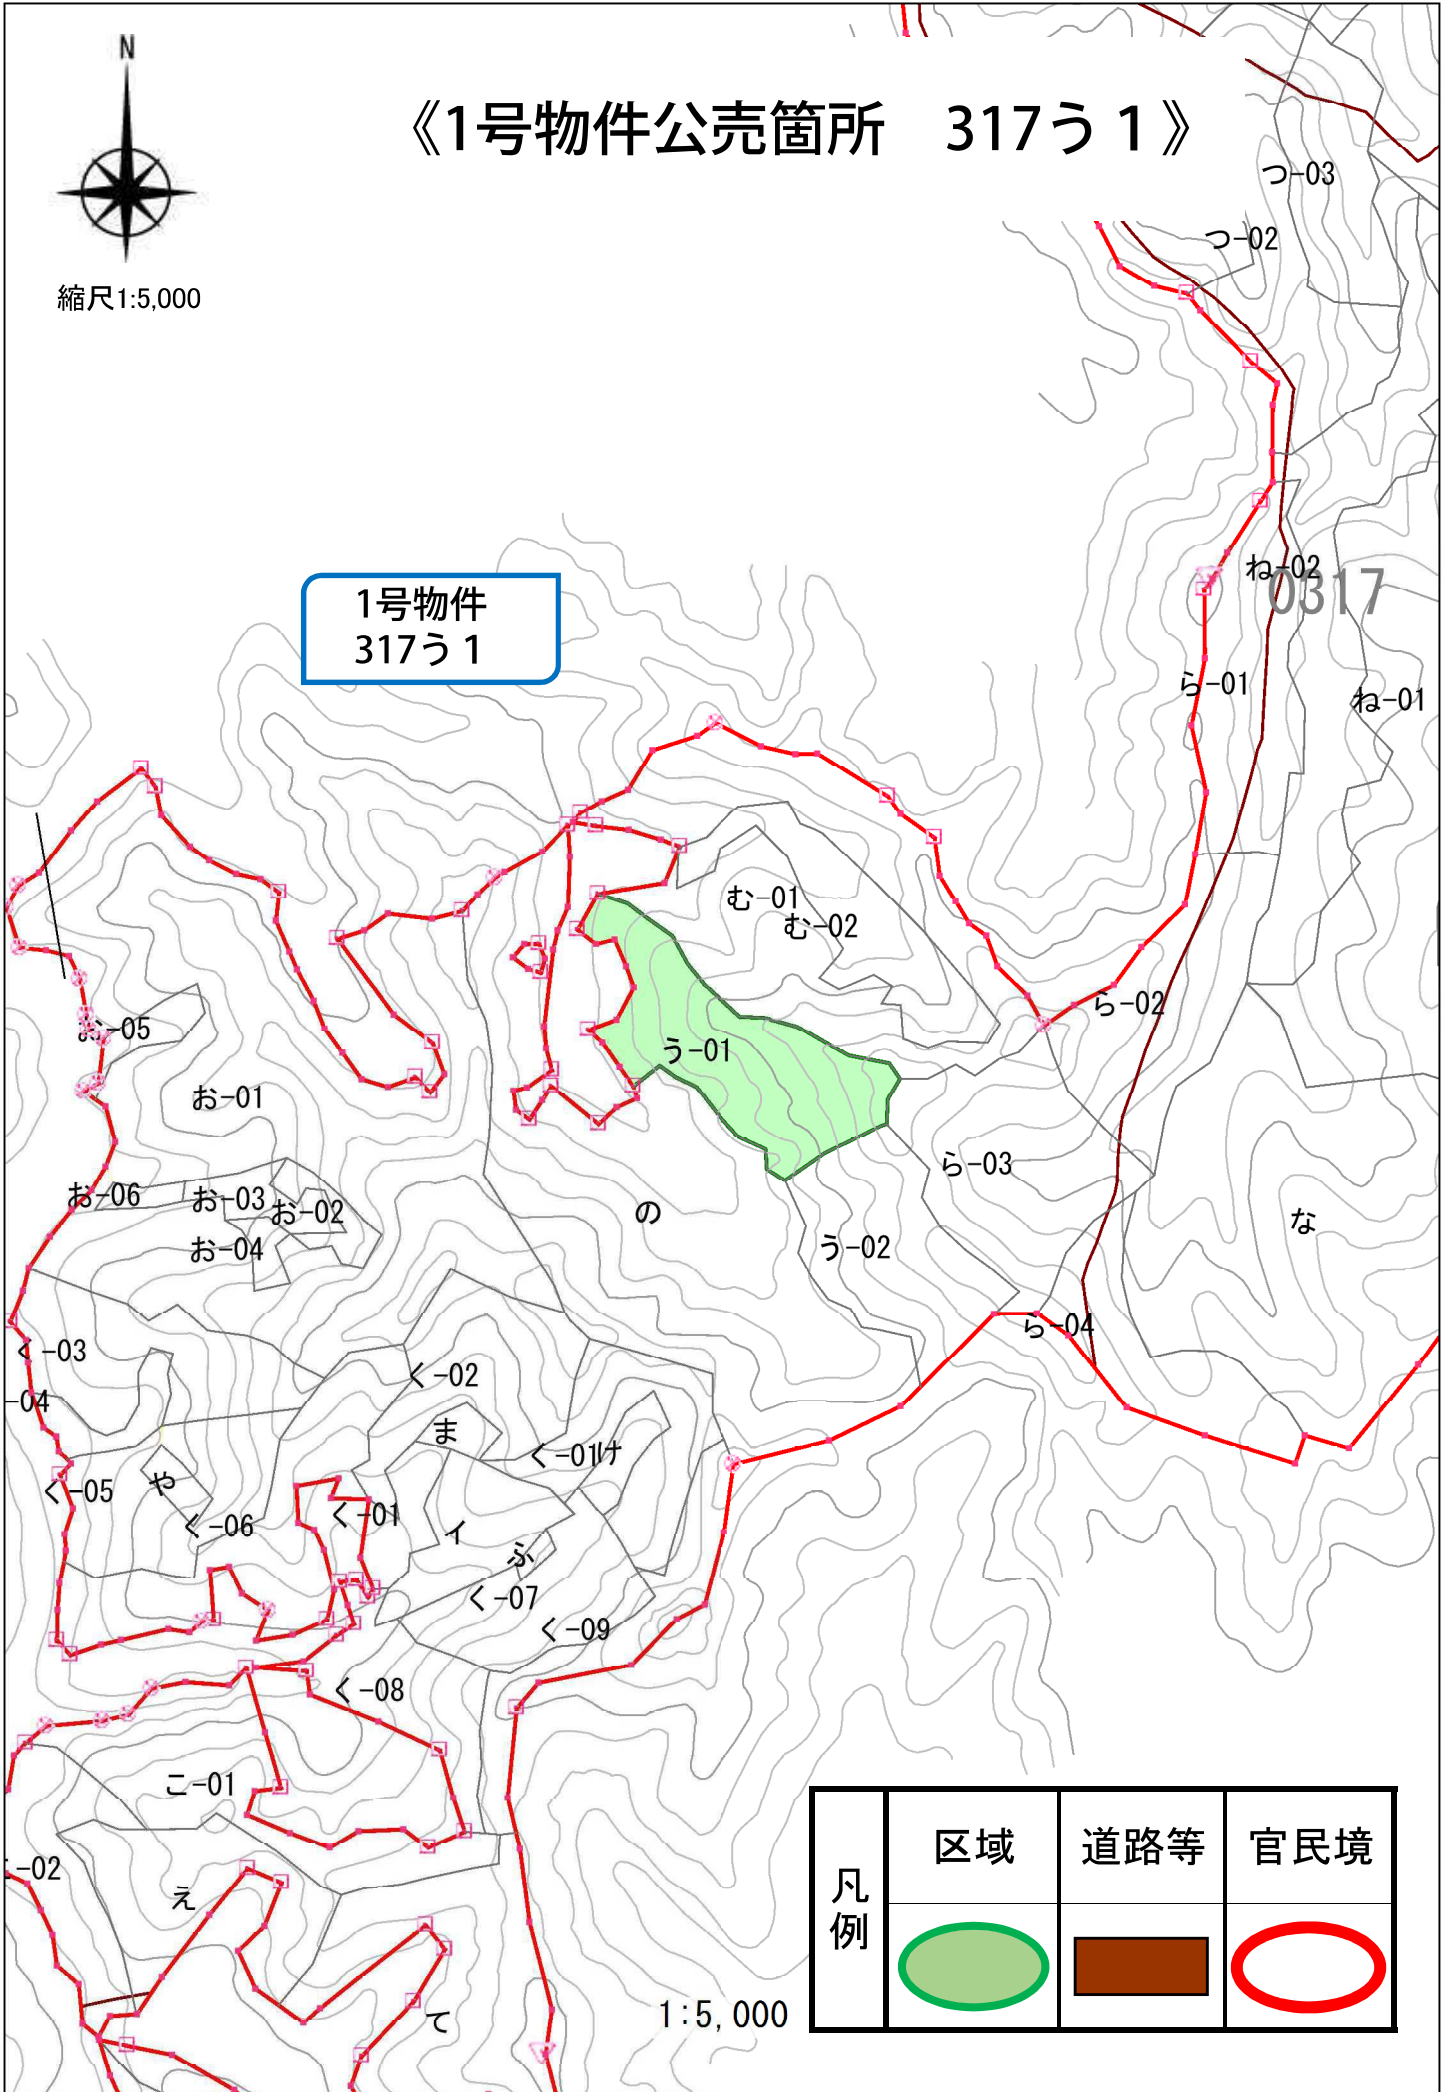 N
《1号物件公売箇所　317う１》
縮尺1:5,000
つ-03
つ-02
1号物件
317う１
ね-02
0317
ら-01
ね-01
む-01
む-02
ら-02
お-05
う-01
お-01
ら-03
お-06
お-03
お-02
の
な
お-04
う-02
ら-04
く-03
く-02
-04
ま
く-01
け
く-05
や
く-01
く-06
イ
ふ
く-07
く-09
く-08
こ-01
-02
え
て
1:5,000
凡例
区域
道路等
官民境